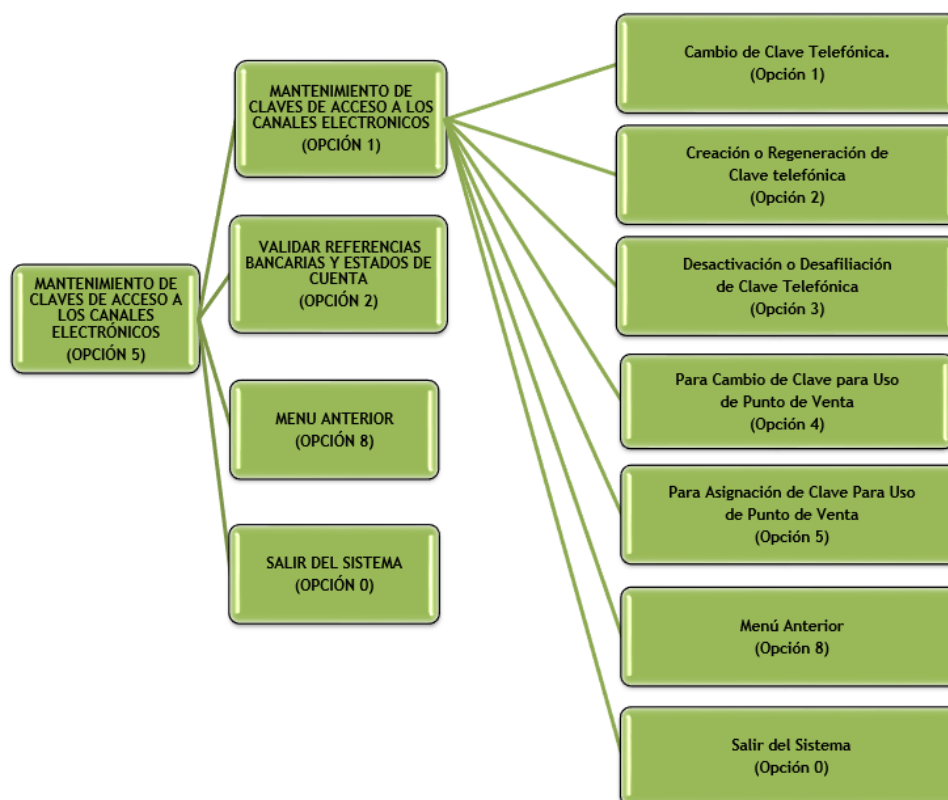 MANTENIMIENTO DE
CLAVES DE ACCESO A
LOS CANALES
ELECTRÓNICOS
(OPCIÓN 5)
MANTENIMIENTO DE
CLAVES DE ACCESO A LOS
CANALES ELECTRONICOS
(OPCIÓN 1)
VALIDAR REFERENCIAS
BANCARIAS Y ESTADOS DE
CUENTA
(OPCIÓN 2)
MENU ANTERIOR
(OPCIÓN 8)
SALIR DEL SISTEMA
(OPCIÓN 0)
Cambio de Clave Telefónica.
(Opción 1)
Creación o Regeneración de
Clave telefónica
(Opción 2)
Desactivación o Desafiliación
de Clave Telefónica
(Opción 3)
Para Cambio de Clave para Uso
de Punto de Venta
(Opción 4)
Para Asignación de Clave Para Uso
de Punto de Venta
(Opción 5)
Menú Anterior
(Opción 8)
Salir del Sistema
(Opción 0)